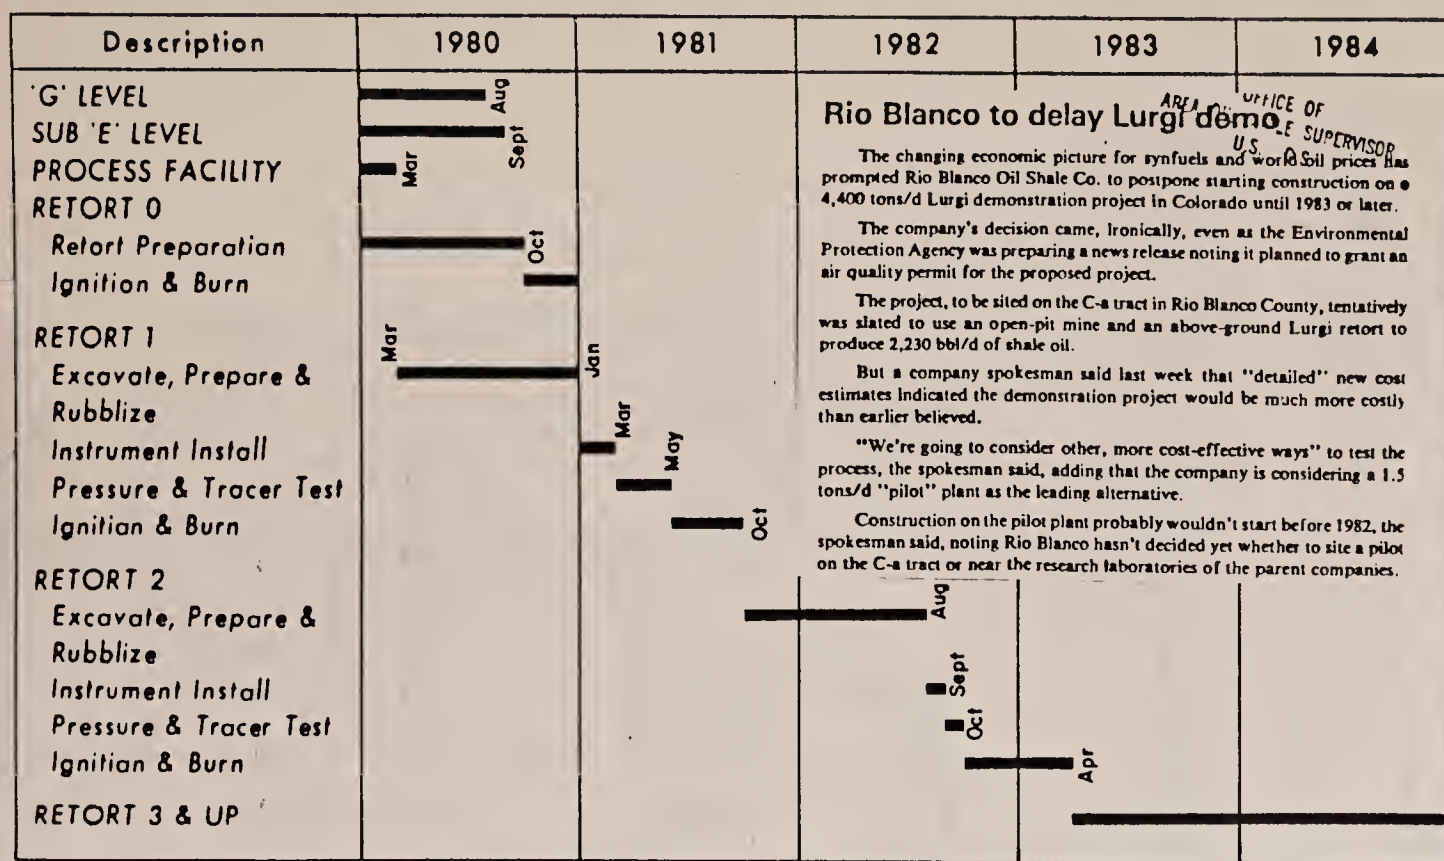 Description 1980 1981 1982 1983 1984
'G' LEVEL Aug
SUB 'E' LEVEL Sept
PROCESS FACILITY Mar
RETORT 0
Retort Preparation Oct
Ignition & Burn
RETORT 1
Mar
Excavate, Prepare & Jan
Rubblize
Instrument Install Mar
Pressure & Tracer Test May
Ignition & Burn Oct
RETORT 2
Excavate, Prepare & Aug
Rubblize
Instrument Install Sept
Pressure & Tracer Test Oct
Ignition & Burn Apr
RETORT 3 & UP
AREA OFFICE OF
SUPERVISOR
U.S.
Rio Blanco to delay Lurgi demo
The changing economic picture for synfuels and world oil prices has
prompted Rio Blanco Oil Shale Co. to postpone starting construction on a
4,400 tons/d Lurgi demonstration project in Colorado until 1983 or later.
The company's decision came, ironically, even as the Environmental
Protection Agency was preparing a news release noting it planned to grant an
air quality permit for the proposed project.
The project, to be sited on the C-a tract in Rio Blanco County, tentatively
was slated to use an open-pit mine and an above-ground Lurgi retort to
produce 2,230 bbl/d of shale oil.
But a company spokesman said last week that "detailed" new cost
estimates indicated the demonstration project would be much more costly
than earlier believed.
"We're going to consider other, more cost-effective ways" to test the
process, the spokesman said, adding that the company is considering a 1.5
tons/d "pilot" plant as the leading alternative.
Construction on the pilot plant probably wouldn't start before 1982, the
spokesman said, noting Rio Blanco hasn't decided yet whether to site a pilot
on the C-a tract or near the research laboratories of the parent companies.